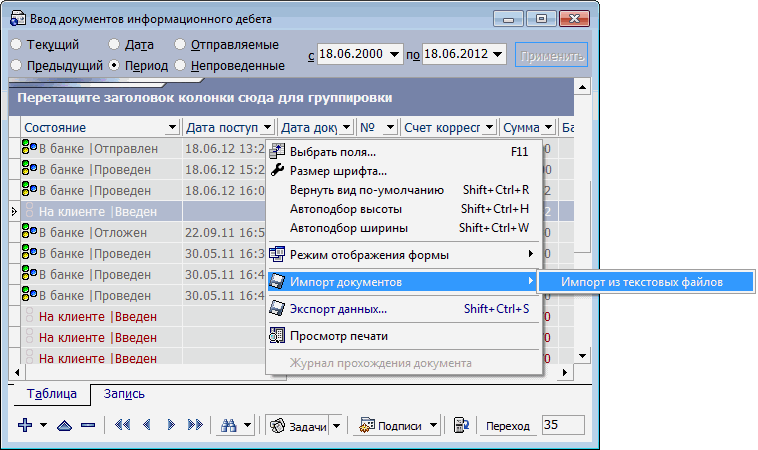 Ввод документов информационного дебета
Текущий Дата Отправляемые
Предыдущий Период Непроведенные
с 18.06.2000 по 18.06.2012 Применить
Перетащите заголовок колонки сюда для группировки
Состояние Дата поступ Дата доку № Счет корресп Сумма Ба
В банке |Отправлен 18.06.12 13:2
В банке |Проведен 18.06.12 15:2
В банке |Проведен 18.06.12 16:0
На клиенте |Введен
В банке |Отложен 22.09.11 16:5
В банке |Проведен 30.05.11 16:3
В банке |Проведен 30.05.11 16:4
В банке |Проведен 30.05.11 16:4
На клиенте |Введен
На клиенте |Введен
На клиенте |Введен
Выбрать поля... F11
Размер шрифта...
Вернуть вид по-умолчанию Shift+Ctrl+R
Автоподбор высоты Shift+Ctrl+H
Автоподбор ширины Shift+Ctrl+W
Режим отображения формы
Импорт документов
Импорт из текстовых файлов
Экспорт данных... Shift+Ctrl+S
Просмотр печати
Журнал прохождения документа
Таблица Запись
Задачи Подписи Переход 35